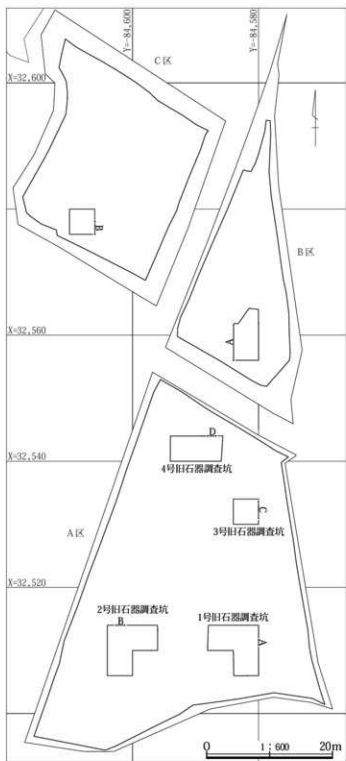 Y=-84,600
Y=-84,580
C区
X=32,600
B
B区
X=32,560
A
X=32,540
D
4号旧石器調査坑
C
3号旧石器調査坑
A区
X=32,520
2号旧石器調査坑
B
1号旧石器調査坑
A
0
1:600
20m